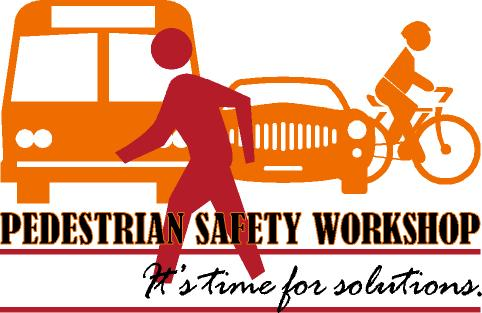 PEDESTRIAN SAFETY WORKSHOP
It's time for solutions.